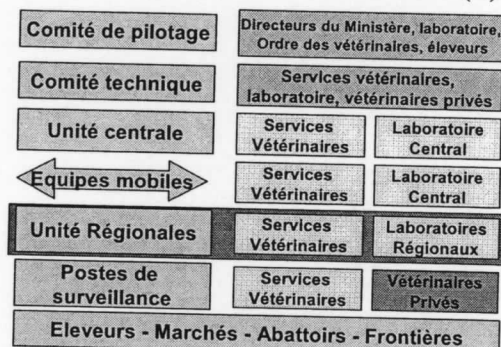 Comité de pilotage
Directeurs du Ministère, laboratoire,
Ordre des vétérinaires, éleveurs
Comité technique
Services vétérinaires,
laboratoire, vétérinaires privés
Unité centrale
Services
Vétérinaires
Laboratoire
Central
Equipes mobiles
Services
Vétérinaires
Laboratoire
Central
Unité Régionales
Services
Vétérinaires
Laboratoires
Régionaux
Postes de
surveillance
Services
Vétérinaires
Vétérinaires
Privés
Eleveurs - Marchés - Abattoirs - Frontières